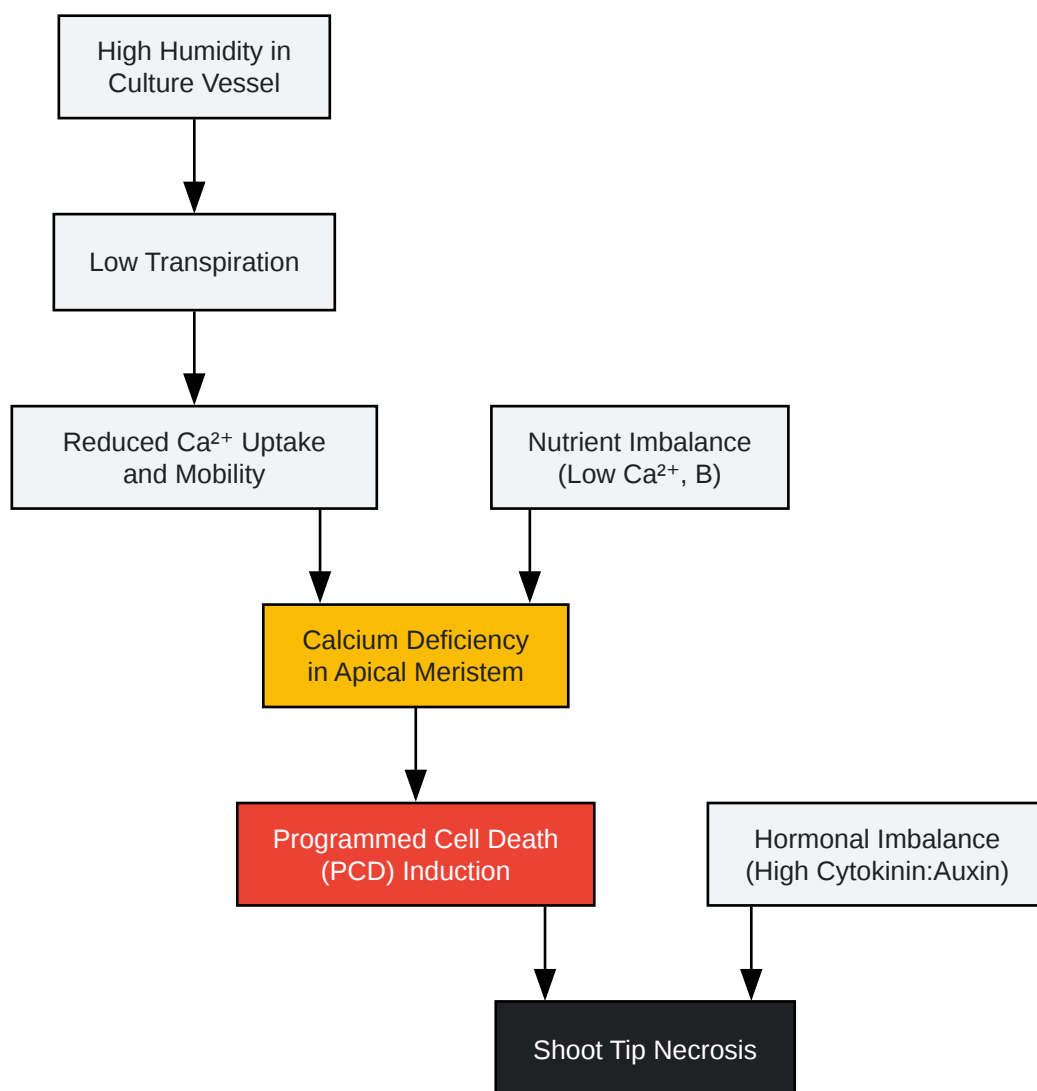 High Humidity in
Culture Vessel
Low Transpiration
Reduced Ca²⁺ Uptake
and Mobility
Nutrient Imbalance
(Low Ca²⁺, B)
Calcium Deficiency
in Apical Meristem
Programmed Cell Death
(PCD) Induction
Hormonal Imbalance
(High Cytokinin:Auxin)
Shoot Tip Necrosis